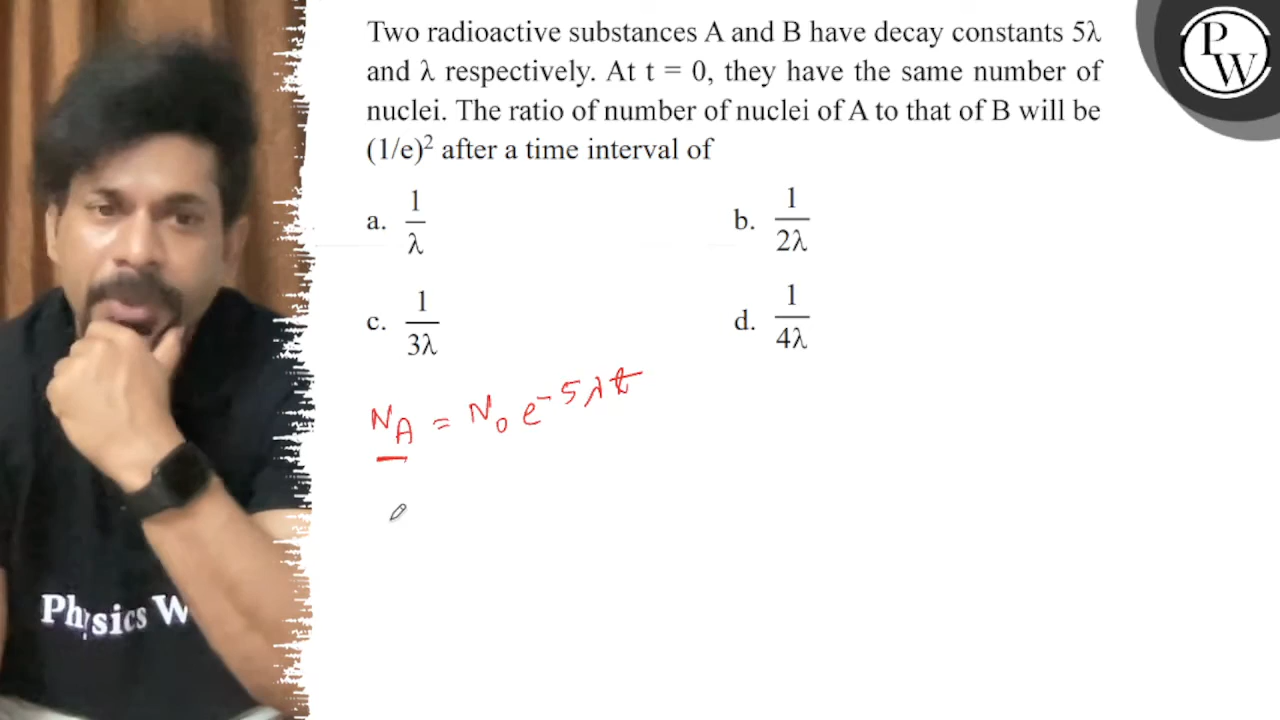 Two radioactive substances A and B have decay constants 5λ
and λ respectively. At t = 0, they have the same number of
nuclei. The ratio of number of nuclei of A to that of B will be
(1/e)² after a time interval of
a. 1/λ
b. 1/2λ
c. 1/3λ
d. 1/4λ
N_A = N_0 e^{-5λt}
PW
Physics W